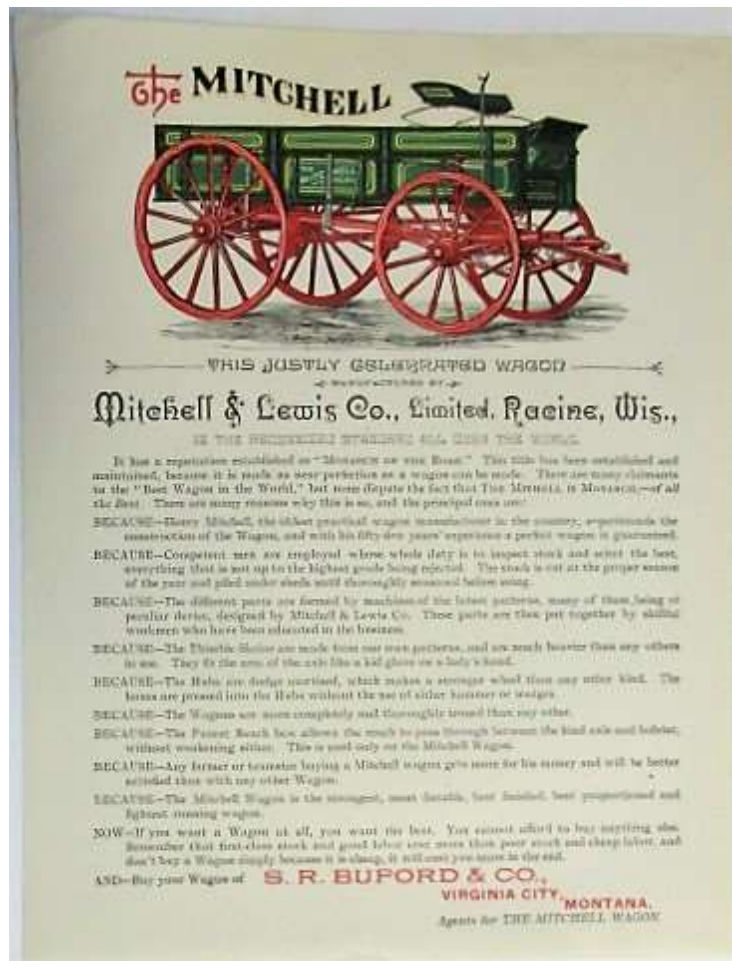 The MITCHELL
THIS JUSTLY CELEBRATED WAGON
MANUFACTURED BY
Mitchell & Lewis Co., Limited, Racine, Wis.,
IS THE RECOGNIZED STANDARD ALL OVER THE WORLD.
It has a reputation established as "MONARCH OF THE ROAD." This title has been established and
maintained, because it is made as near perfection as a wagon can be made. There are many claimants
to the "Best Wagon in the World," but none dispute the fact that THE MITCHELL IS MONARCH,—of all
the Best. There are many reasons why this is so, and the principal ones are:
BECAUSE—Henry Mitchell, the oldest practical wagon manufacturer in the country, superintends the
construction of the Wagon, and with his fifty-five years' experience a perfect wagon is guaranteed.
BECAUSE—Competent men are employed whose whole duty is to inspect stock and select the best,
everything that is not up to the highest grade being rejected. The stock is cut at the proper season
of the year and piled under sheds until thoroughly seasoned before using.
BECAUSE—The different parts are formed by machines of the latest patterns, many of them being of
peculiar device, designed by Mitchell & Lewis Co. These parts are then put together by skillful
workmen who have been educated in the business.
BECAUSE—The Thimble Skeins are made from our own patterns, and are much heavier than any others
in use. They fit the arm of the axle like a kid glove on a lady's hand.
BECAUSE—The Hubs are dodge mortised, which makes a stronger wheel than any other kind. The
boxes are pressed into the Hubs without the use of either hammer or wedges.
BECAUSE—The Wagons are more completely and thoroughly ironed than any other.
BECAUSE—The Patent Reach box allows the reach to pass through between the hind axle and bolster,
without weakening either. This is used only on the Mitchell Wagon.
BECAUSE—Any farmer or teamster buying a Mitchell wagon gets more for his money and will be better
satisfied than with any other Wagon.
BECAUSE—The Mitchell Wagon is the strongest, most durable, best finished, best proportioned and
lightest running wagon.
NOW—If you want a Wagon at all, you want the best. You cannot afford to buy anything else.
Remember that first-class stock and good labor cost more than poor stock and cheap labor, and
don't buy a Wagon simply because it is cheap, it will cost you more in the end.
AND—Buy your Wagon of S. R. BUFORD & CO.,
VIRGINIA CITY,
MONTANA.
Agents for THE MITCHELL WAGON